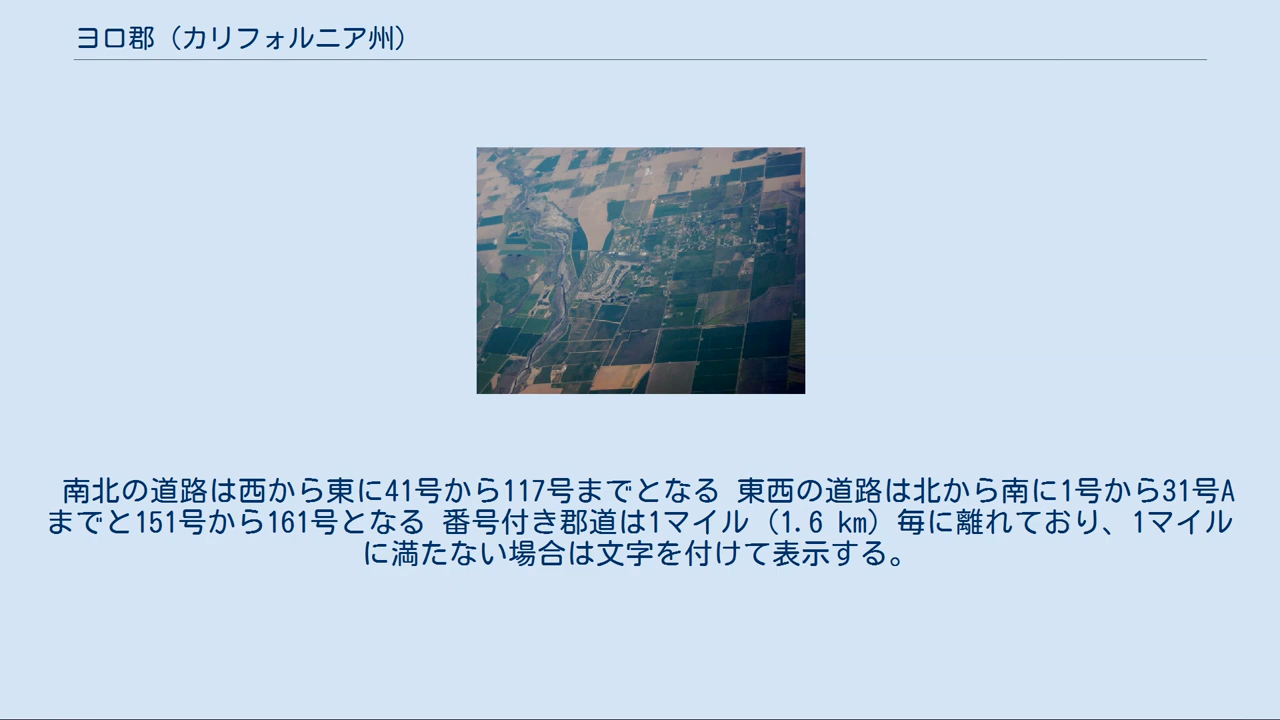 ヨロ郡（カリフォルニア州）
南北の道路は西から東に41号から117号までとなる 東西の道路は北から南に1号から31号A
までと151号から161号となる 番号付き郡道は1マイル（1.6 km）毎に離れており、1マイル
に満たない場合は文字を付けて表示する。